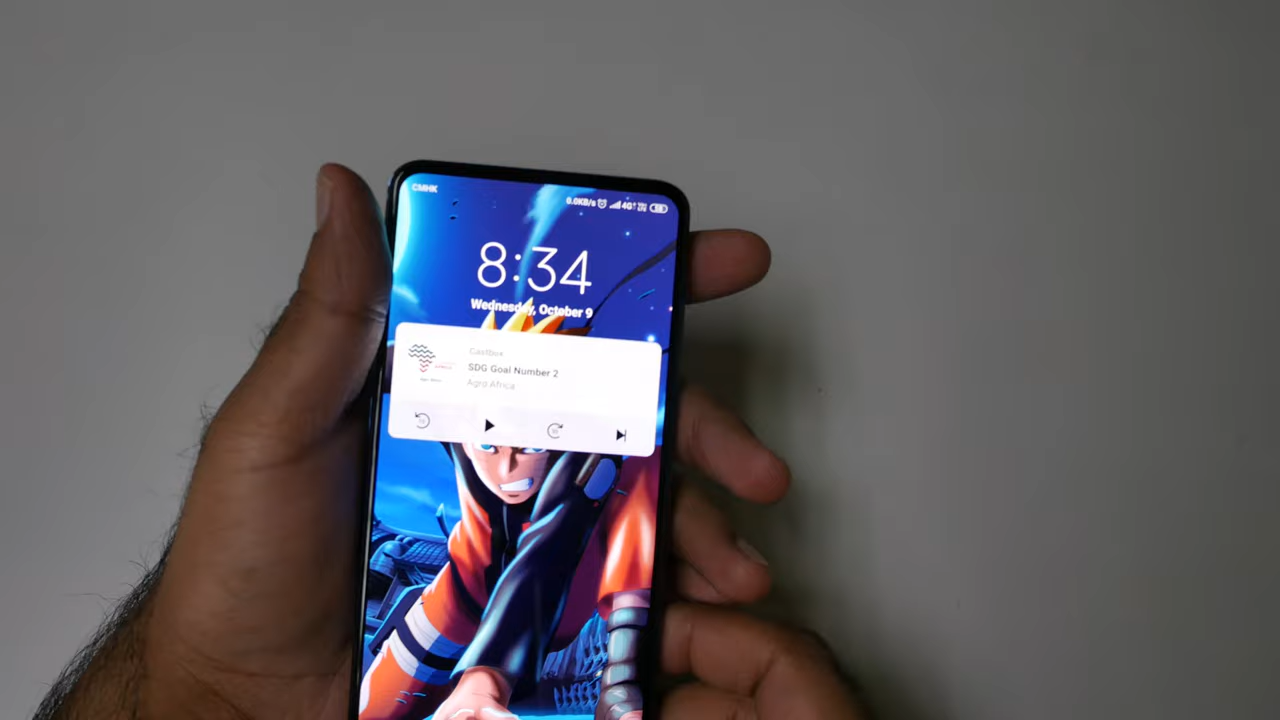 CMHK
0.0KB/s 4G+
8:34
Wednesday, October 9
Castbox
SDG Goal Number 2
Agro Africa